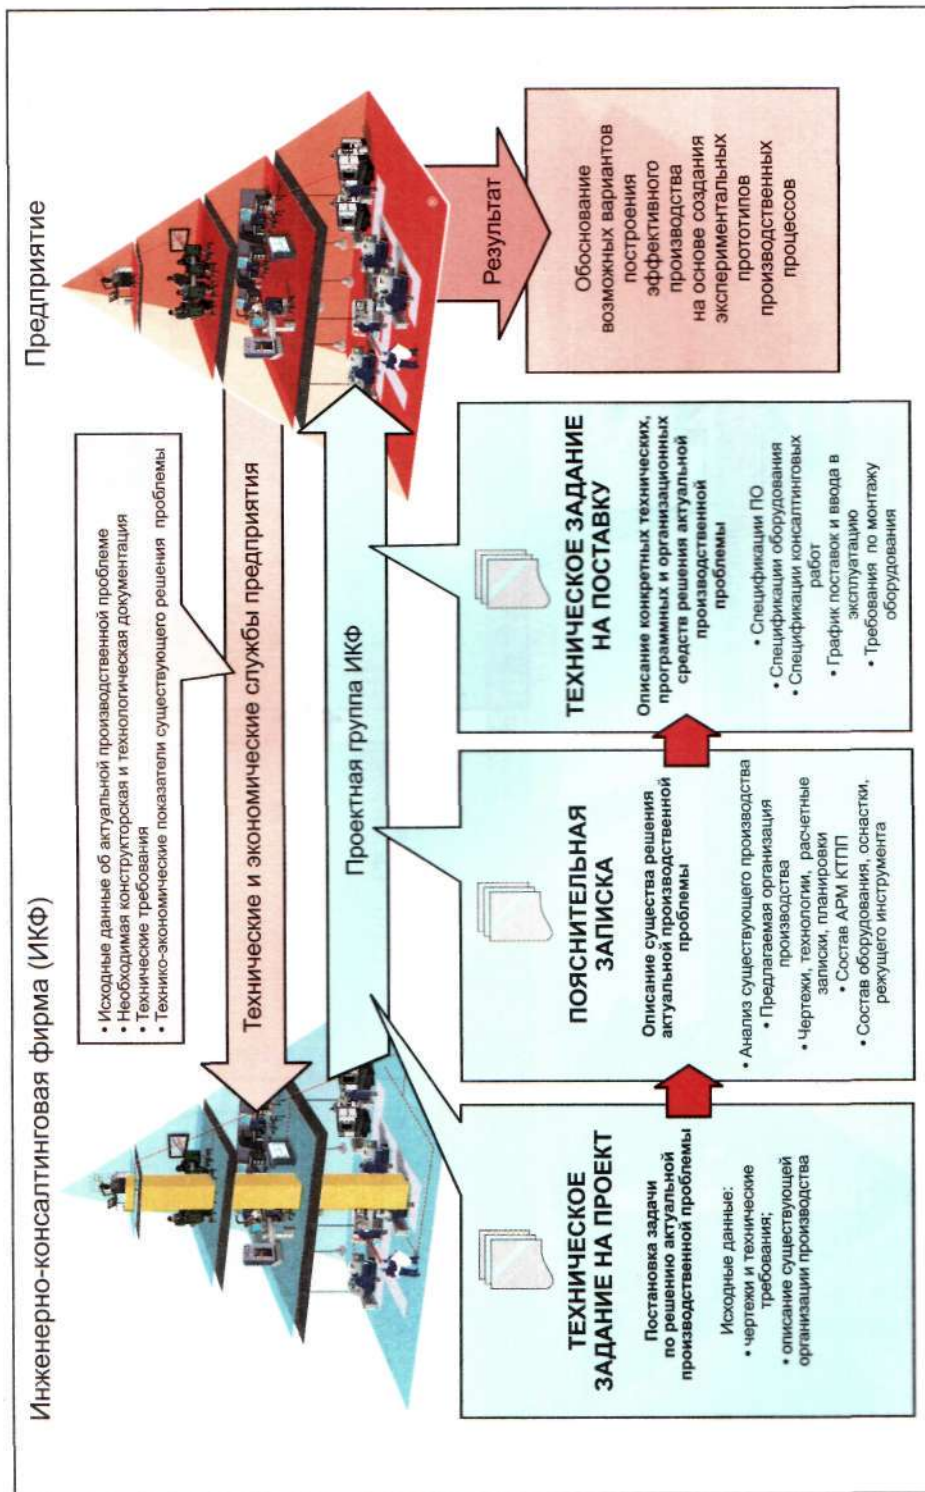 Инженерно-консалтинговая фирма (ИКФ)
Предприятие
• Исходные данные об актуальной производственной проблеме
• Необходимая конструкторская и технологическая документация
• Технические требования
• Технико-экономические показатели существующего решения проблемы
Технические и экономические службы предприятия
Проектная группа ИКФ
Результат
Обоснование
возможных вариантов
построения
эффективного
производства
на основе создания
экспериментальных
прототипов
производственных
процессов
ТЕХНИЧЕСКОЕ
ЗАДАНИЕ НА ПРОЕКТ
Постановка задачи
по решению актуальной
производственной проблемы
Исходные данные:
• чертежи и технические
требования;
• описание существующей
организации производства
ПОЯСНИТЕЛЬНАЯ
ЗАПИСКА
Описание существа решения
актуальной производственной
проблемы
• Анализ существующего производства
• Предлагаемая организация
производства
• Чертежи, технологии, расчетные
записки, планировки
• Состав АРМ КТПП
• Состав оборудования, оснастки,
режущего инструмента
ТЕХНИЧЕСКОЕ ЗАДАНИЕ
НА ПОСТАВКУ
Описание конкретных технических,
программных и организационных
средств решения актуальной
производственной
проблемы
• Спецификации ПО
• Спецификации оборудования
• Спецификации консалтинговых
работ
• График поставок и ввода в
эксплуатацию
• Требования по монтажу
оборудования